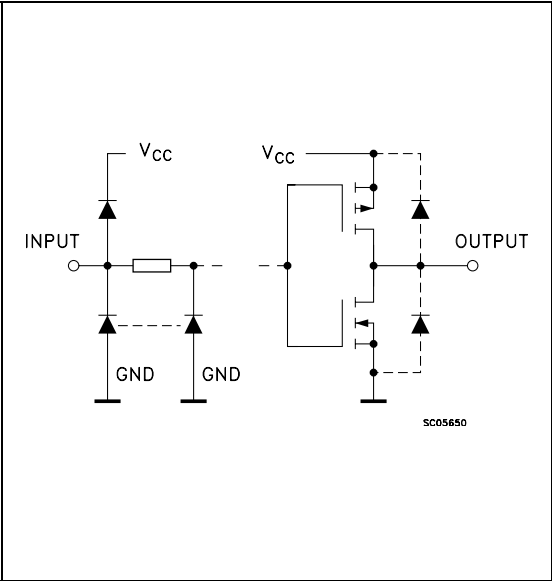 VCC
VCC
INPUT
OUTPUT
GND
GND
SC05650